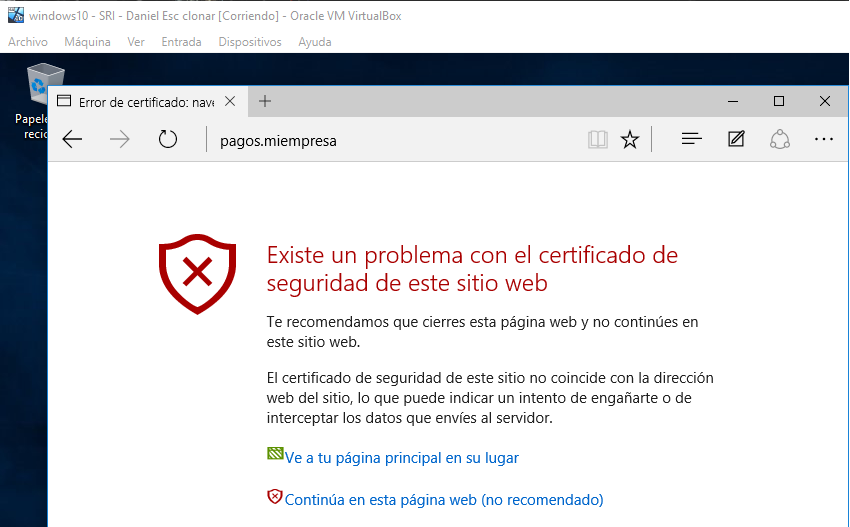 windows10 - SRI - Daniel Esc clonar [Corriendo] - Oracle VM VirtualBox
Archivo Máquina Ver Entrada Dispositivos Ayuda
Error de certificado: nave
pagos.miempresa
Existe un problema con el certificado de
seguridad de este sitio web
Te recomendamos que cierres esta página web y no continúes en
este sitio web.
El certificado de seguridad de este sitio no coincide con la dirección
web del sitio, lo que puede indicar un intento de engañarte o de
interceptar los datos que envíes al servidor.
Ve a tu página principal en su lugar
Continúa en esta página web (no recomendado)